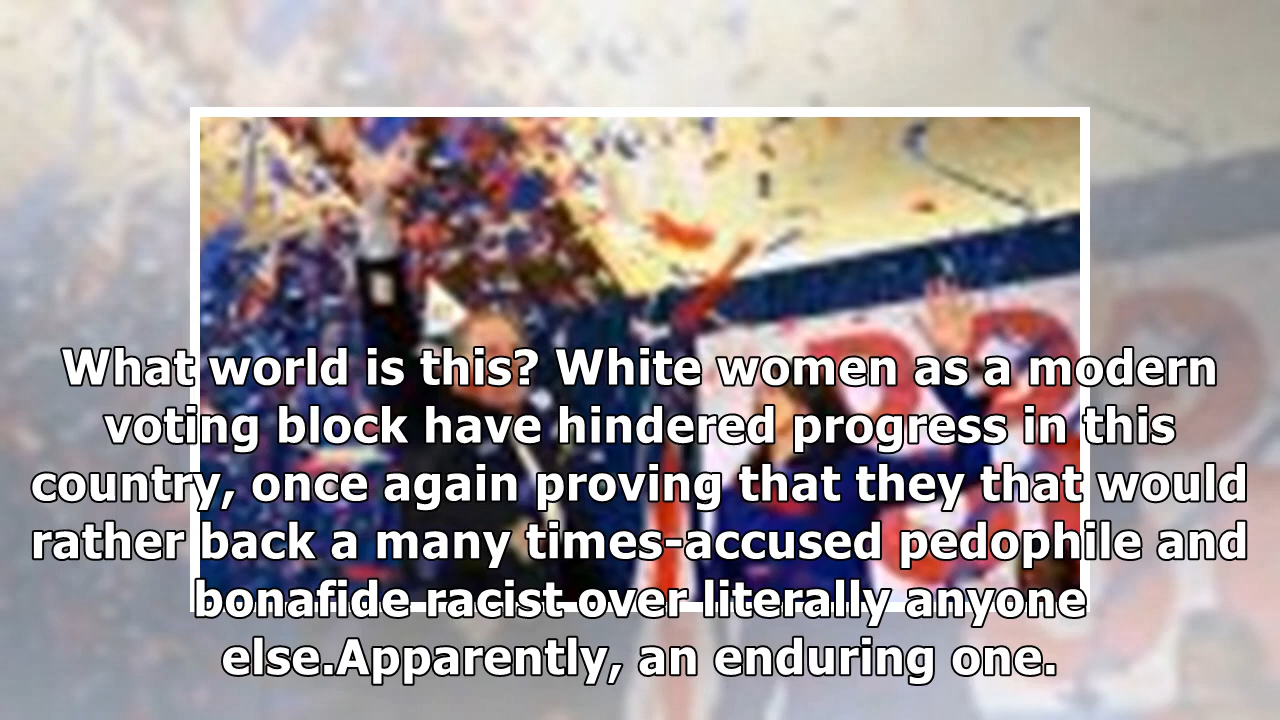 What world is this? White women as a modern
voting block have hindered progress in this
country, once again proving that they that would
rather back a many times-accused pedophile and
bonafide racist over literally anyone
else.Apparently, an enduring one.